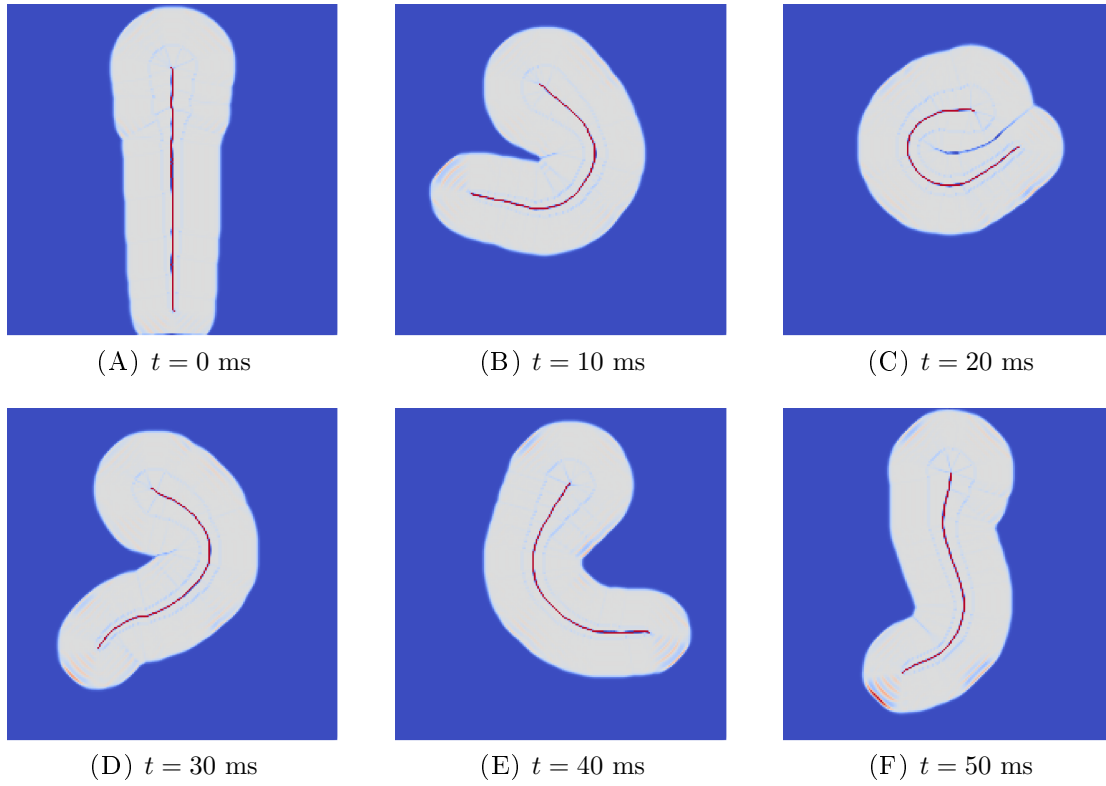 (A) t = 0 ms
(B) t = 10 ms
(C) t = 20 ms
(D) t = 30 ms
(E) t = 40 ms
(F) t = 50 ms